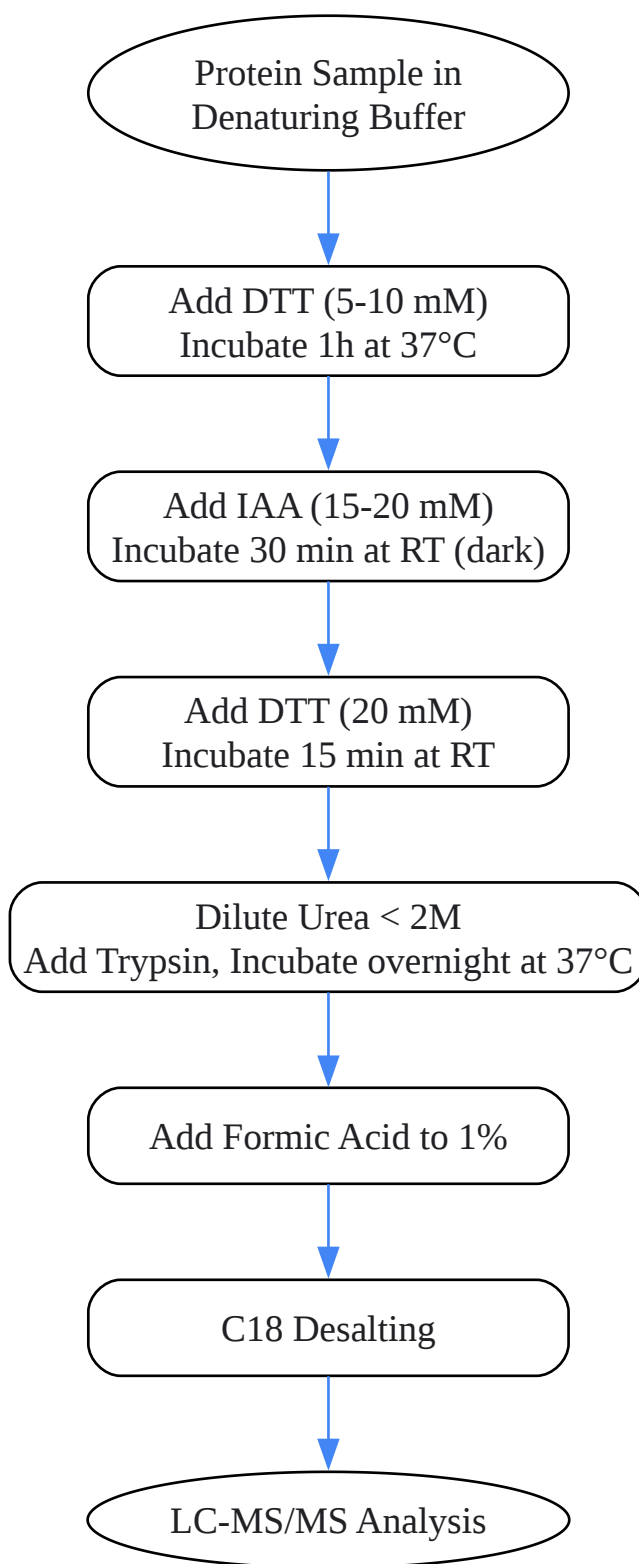 Protein Sample in
Denaturing Buffer
Add DTT (5-10 mM)
Incubate 1h at 37°C
Add IAA (15-20 mM)
Incubate 30 min at RT (dark)
Add DTT (20 mM)
Incubate 15 min at RT
Dilute Urea < 2M
Add Trypsin, Incubate overnight at 37°C
Add Formic Acid to 1%
C18 Desalting
LC-MS/MS Analysis